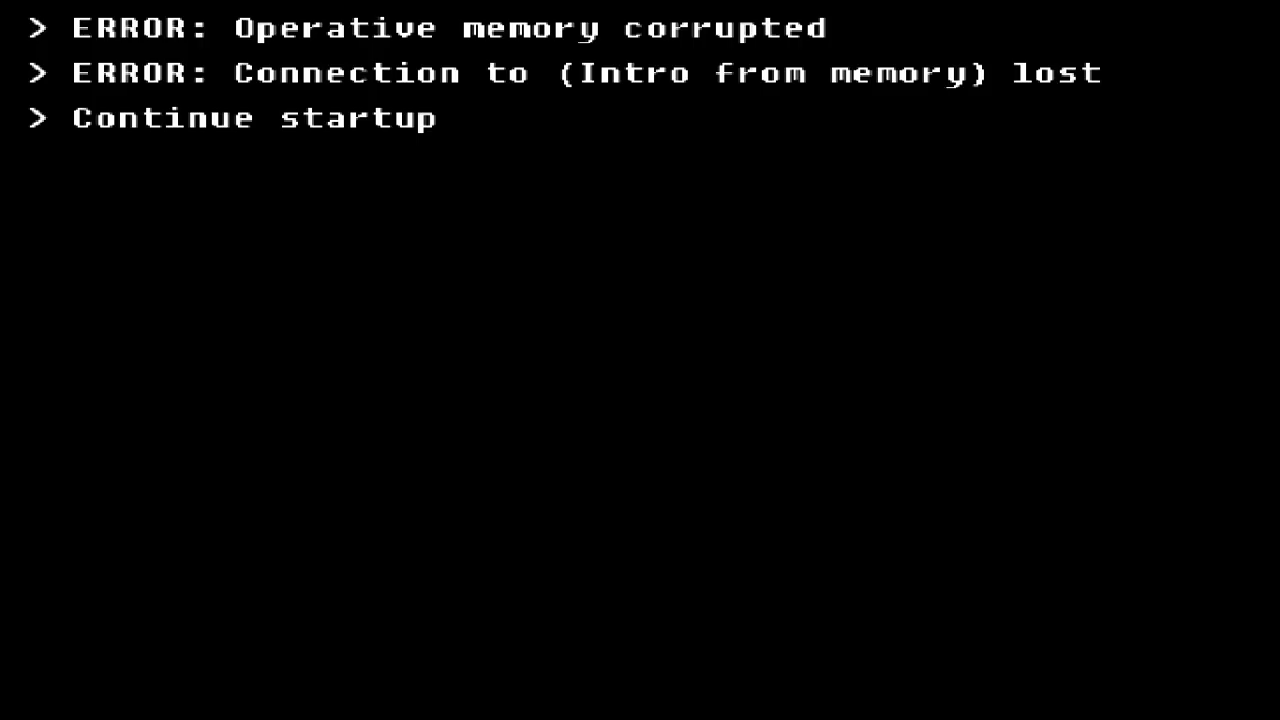 > ERROR: Operative memory corrupted
> ERROR: Connection to (Intro from memory) lost
> Continue startup